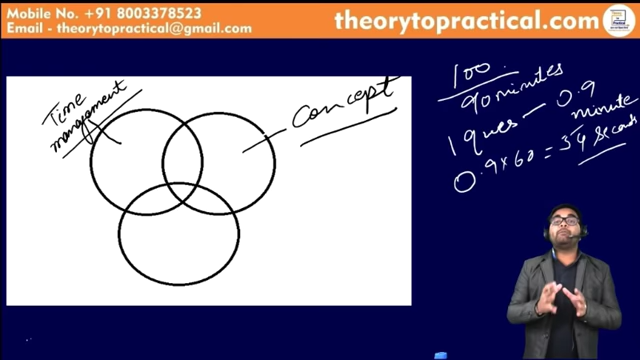 Mobile No. +91 8003378523
Email - theorytopractical@gmail.com
theorytopractical.com
Time
management
Concept
100
90 minutes
1 ques — 0.9
minute
0.9 x 60 = 54 seconds